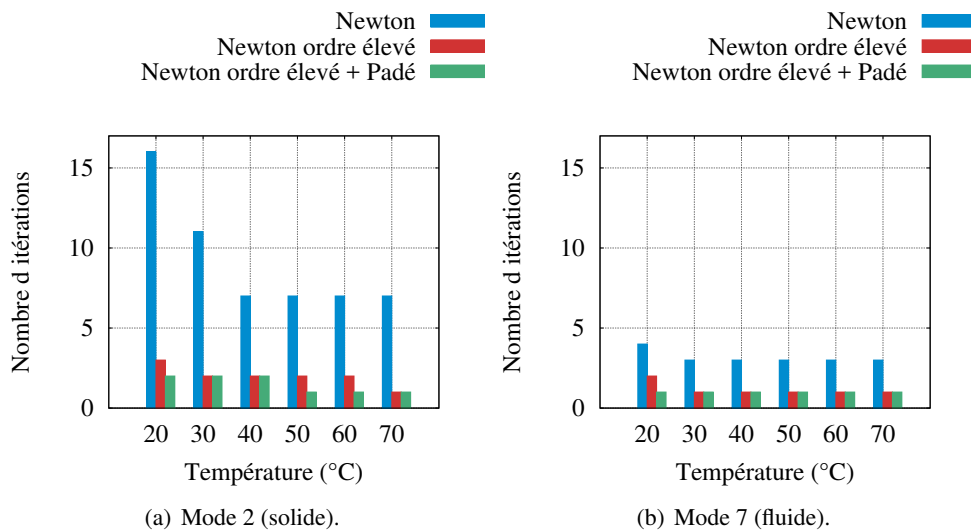 Newton
Newton ordre élevé
Newton ordre élevé + Padé
15
10
5
0
Nombre d itérations
20 30 40 50 60 70
Température (°C)
(a) Mode 2 (solide).
Newton
Newton ordre élevé
Newton ordre élevé + Padé
15
10
5
0
Nombre d itérations
20 30 40 50 60 70
Température (°C)
(b) Mode 7 (fluide).